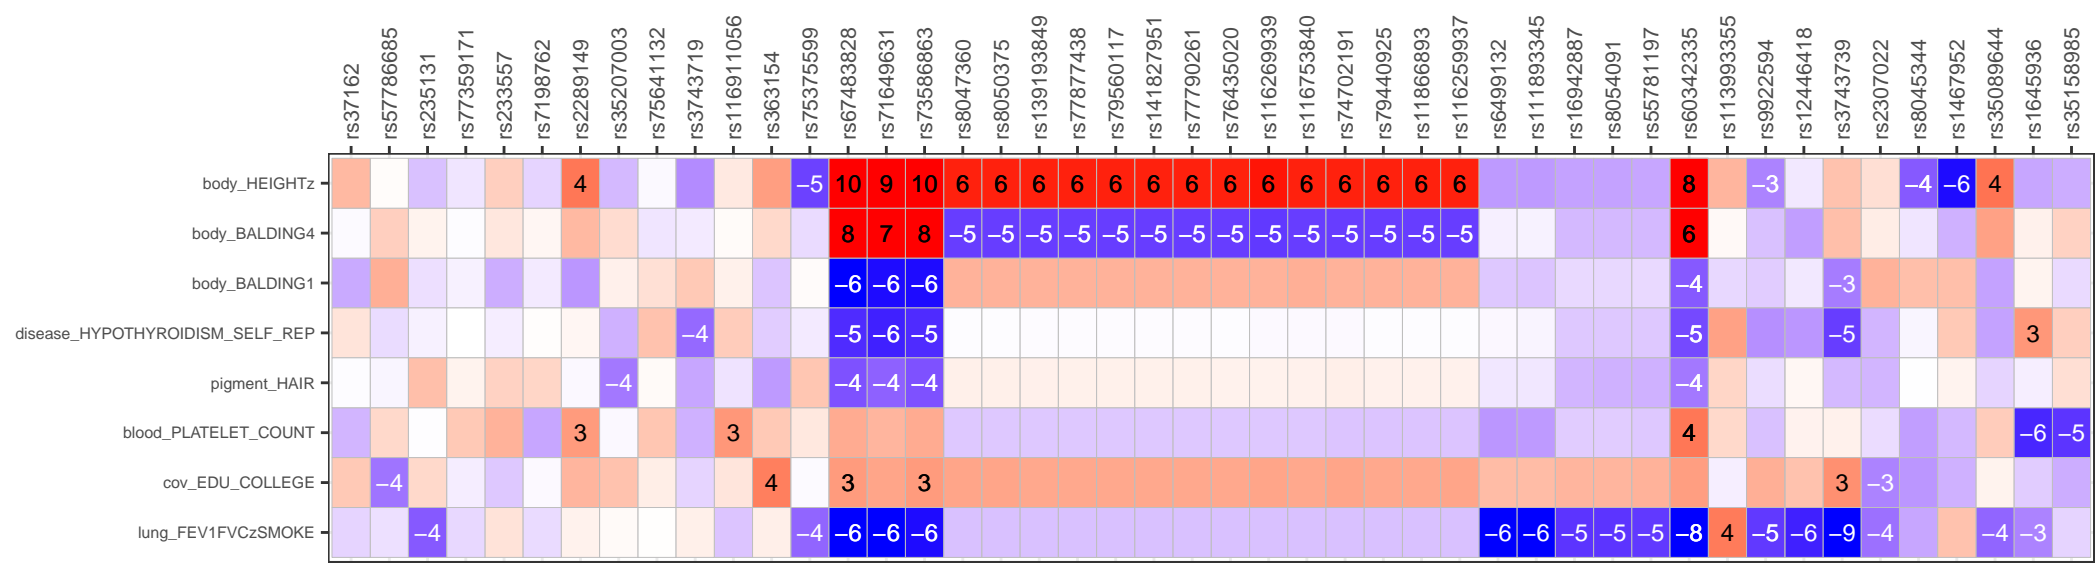 rs371162 rs57786685 rs235131 rs77359171 rs233557 rs7198762 rs2289149 rs35207003 rs75641132 rs3743719 rs116911056 rs3631154 rs75375599 rs67483828 rs71649631 rs73586863 rs8047360 rs8050375 rs139193849 rs77877438 rs79560117 rs141827951 rs77790261 rs76435020 rs116269939 rs116753840 rs74702191 rs79440925 rs11866893 rs116259937 rs6499132 rs111893345 rs16942887 rs8054091 rs55781197 rs60342335 rs113993355 rs9922594 rs12446418 rs3743739 rs2307022 rs8045344 rs1467952 rs35089644 rs1645936 rs35158985
body_HEIGHTz 4 −5 10 9 10 6 6 6 6 6 6 6 6 6 6 6 6 6 6 8 −3 −4 −6 4
body_BALDING4 8 7 8 −5 −5 −5 −5 −5 −5 −5 −5 −5 −5 −5 −5 −5 −5 6
body_BALDING1 −6 −6 −6 −4 −3
disease_HYPOTHYROIDISM_SELF_REP −4 −5 −6 −5 −5 −5 3
pigment_HAIR −4 −4 −4 −4 −4
blood_PLATELET_COUNT 3 3 4 −6 −5
cov_EDU_COLLEGE −4 4 3 3 3 −3
lung_FEV1FVCzSMOKE −4 −4 −6 −6 −6 −6 −6 −5 −5 −5 −8 4 −5 −6 −9 −4 −4 −3